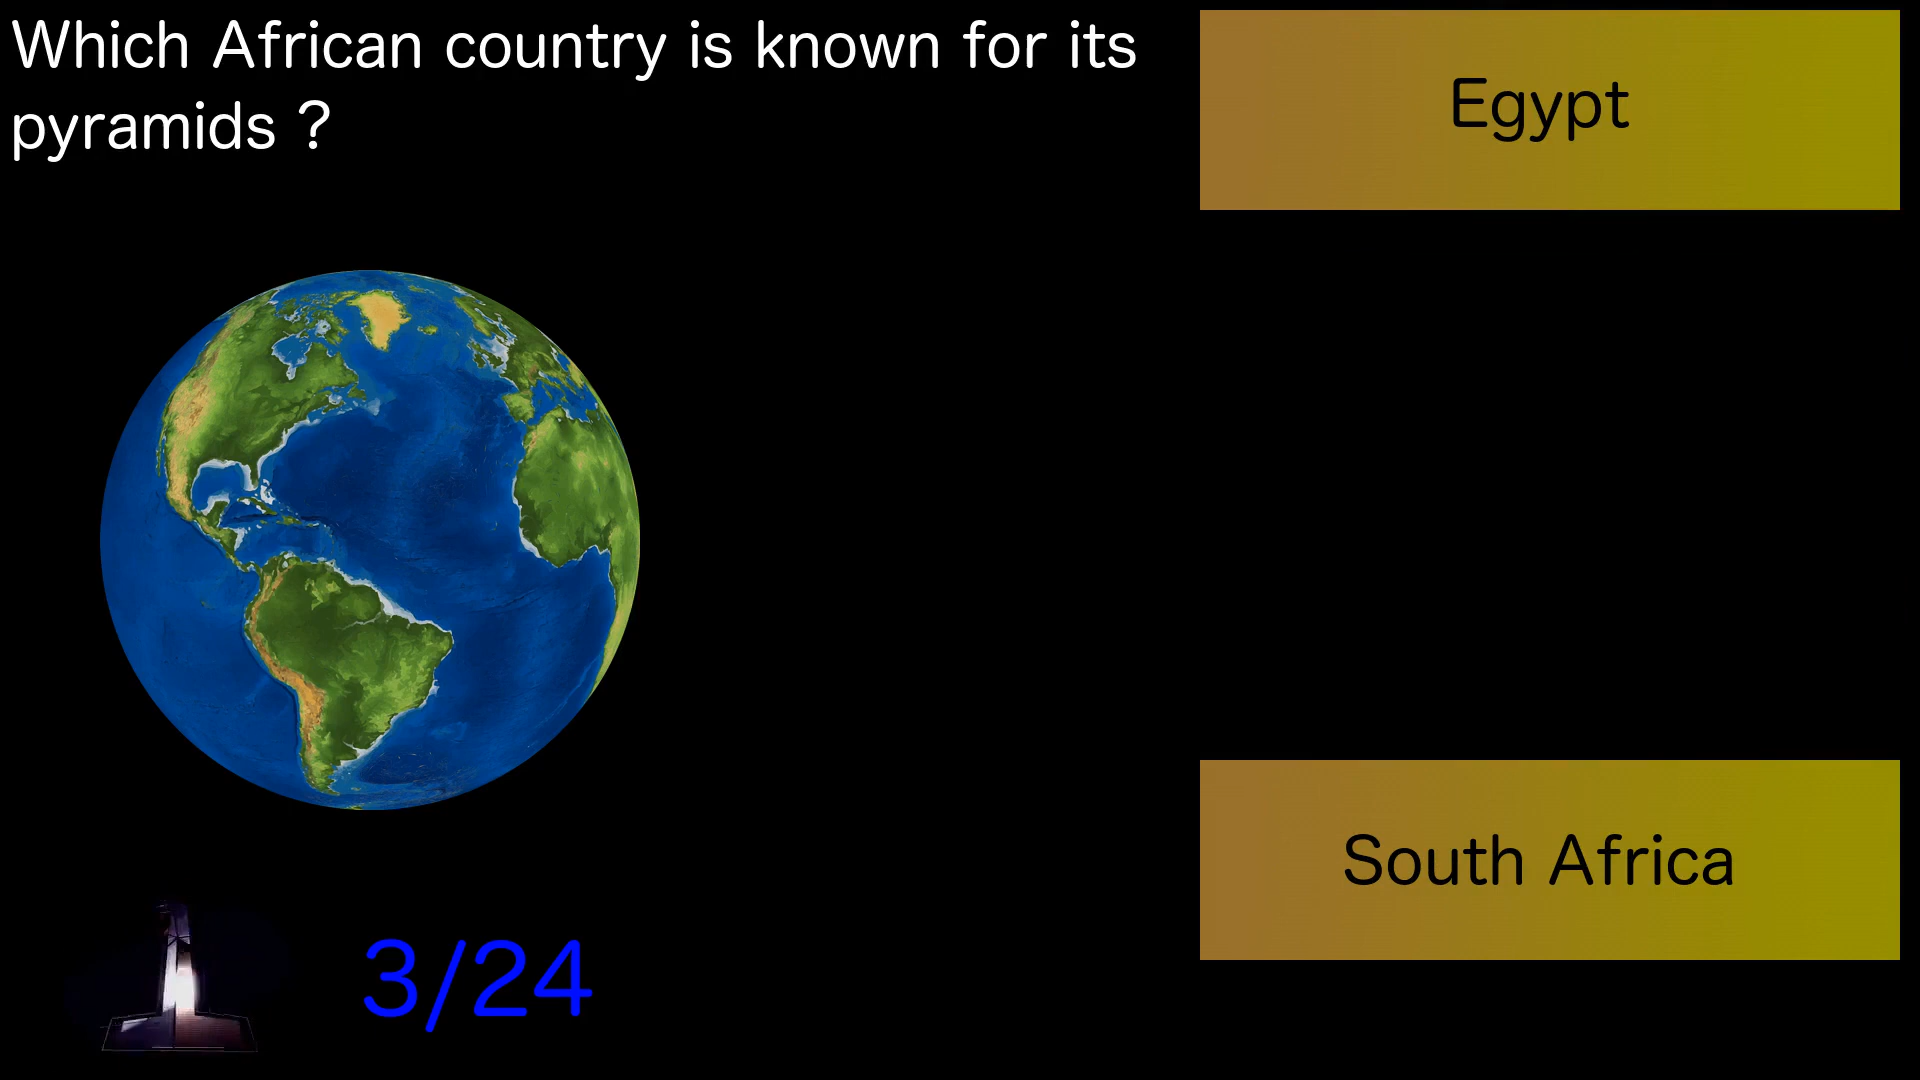 Which African country is known for its
pyramids ?
Egypt
South Africa
3/24